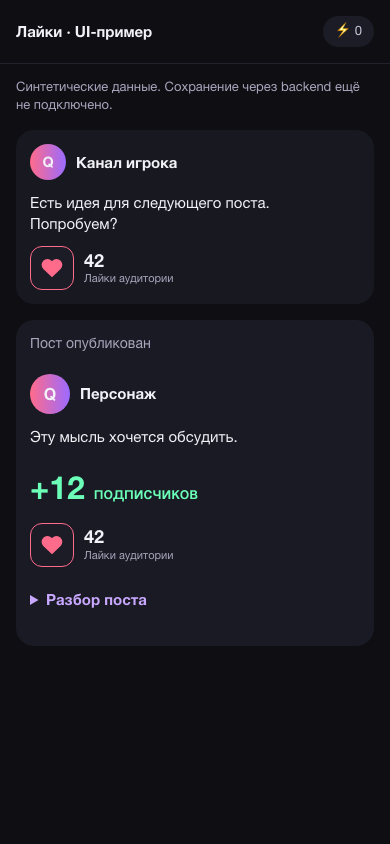 Лайки · UI-пример
⚡ 0
Синтетические данные. Сохранение через backend ещё
не подключено.
Q Канал игрока
Есть идея для следующего поста.
Попробуем?
42
Лайки аудитории
Пост опубликован
Q Персонаж
Эту мысль хочется обсудить.
+12 подписчиков
42
Лайки аудитории
Разбор поста